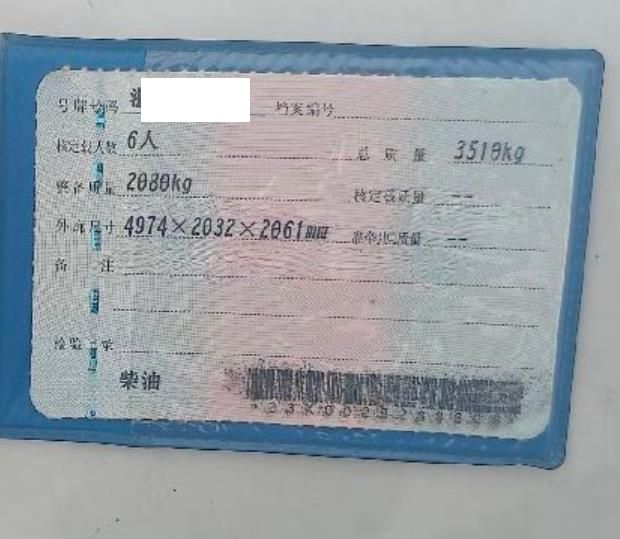 号牌号码 浙 档案编号
核定载人数 6人 总质量 3510kg
整备质量 2080kg 核定载质量 --
外廓尺寸 4974×2032×2061mm 准牵引总质量 --
备注
检验记录
柴油